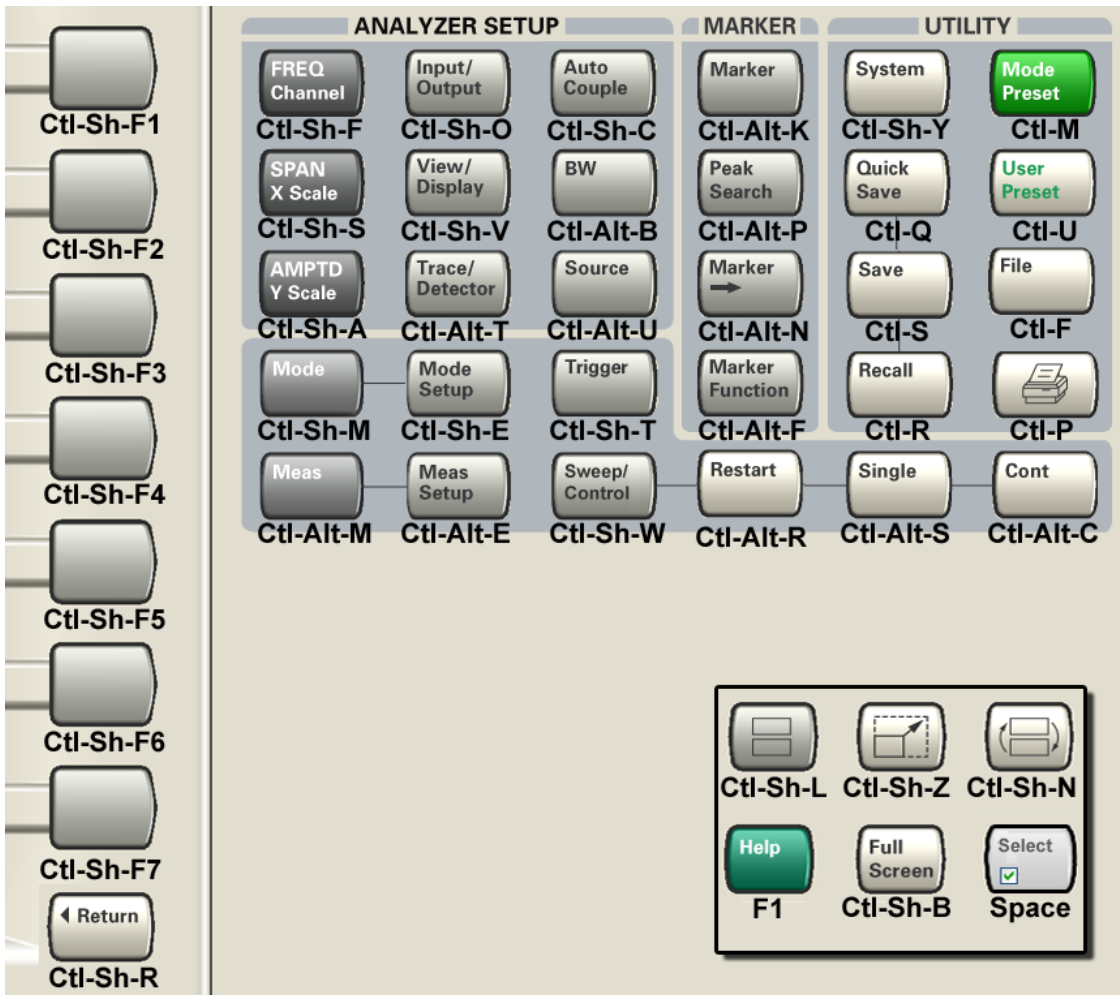 ANALYZER SETUP
MARKER
UTILITY
FREQ
Channel
Ctl-Sh-F
Input/
Output
Ctl-Sh-O
Auto
Couple
Ctl-Sh-C
Marker
Ctl-Alt-K
System
Ctl-Sh-Y
Mode
Preset
Ctl-M
SPAN
X Scale
Ctl-Sh-S
View/
Display
Ctl-Sh-V
BW
Ctl-Alt-B
Peak
Search
Ctl-Alt-P
Quick
Save
Ctl-Q
User
Preset
Ctl-U
AMPTD
Y Scale
Ctl-Sh-A
Trace/
Detector
Ctl-Alt-T
Source
Ctl-Alt-U
Marker
Ctl-Alt-N
Save
Ctl-S
File
Ctl-F
Mode
Ctl-Sh-M
Mode
Setup
Ctl-Sh-E
Trigger
Ctl-Sh-T
Marker
Function
Ctl-Alt-F
Recall
Ctl-R
Ctl-P
Meas
Ctl-Alt-M
Meas
Setup
Ctl-Alt-E
Sweep/
Control
Ctl-Sh-W
Restart
Ctl-Alt-R
Single
Ctl-Alt-S
Cont
Ctl-Alt-C
Ctl-Sh-F1
Ctl-Sh-F2
Ctl-Sh-F3
Ctl-Sh-F4
Ctl-Sh-F5
Ctl-Sh-F6
Ctl-Sh-F7
Return
Ctl-Sh-R
Ctl-Sh-L
Ctl-Sh-Z
Ctl-Sh-N
Help
F1
Full
Screen
Ctl-Sh-B
Select
Space